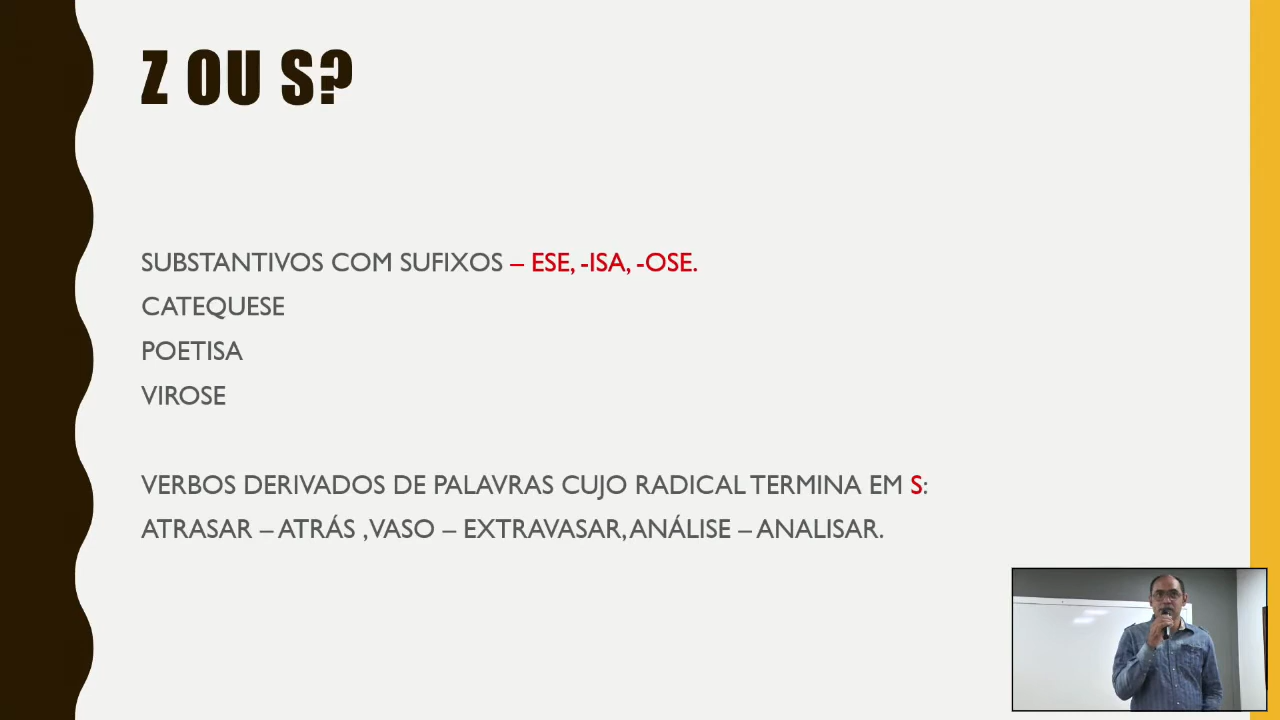 Z OU S?
SUBSTANTIVOS COM SUFIXOS – ESE, -ISA, -OSE.
CATEQUESE
POETISA
VIROSE
VERBOS DERIVADOS DE PALAVRAS CUJO RADICAL TERMINA EM S:
ATRASAR – ATRÁS , VASO – EXTRAVASAR, ANÁLISE – ANALISAR.